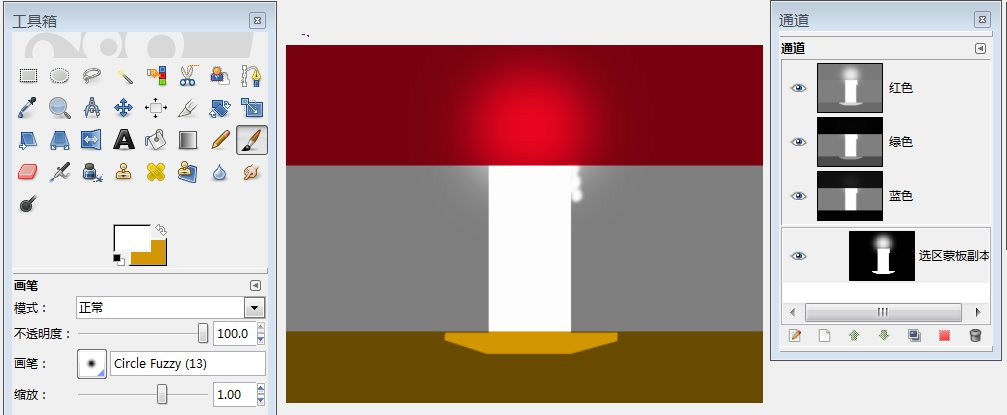 工具箱
画笔
模式：
正常
不透明度：
100.0
画笔：
Circle Fuzzy (13)
缩放：
1.00
通道
通道
红色
绿色
蓝色
选区蒙板副本